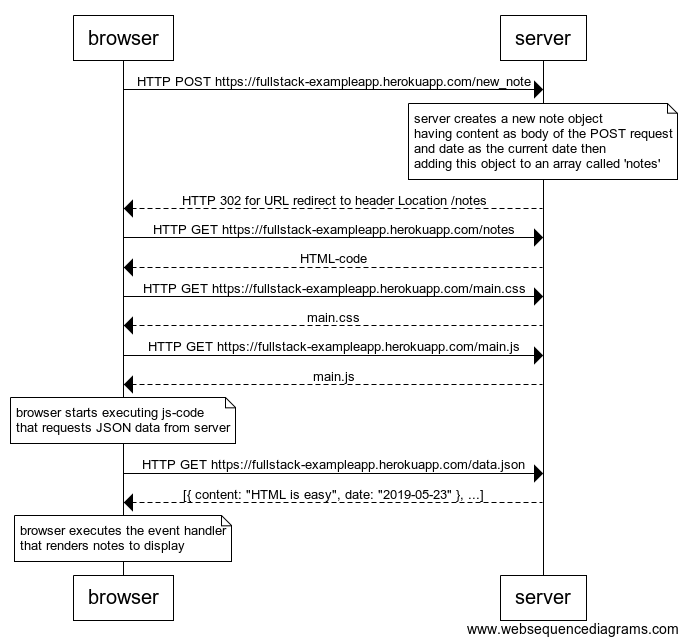 browser
server
HTTP POST https://fullstack-exampleapp.herokuapp.com/new_note
server creates a new note object
having content as body of the POST request
and date as the current date then
adding this object to an array called 'notes'
HTTP 302 for URL redirect to header Location /notes
HTTP GET https://fullstack-exampleapp.herokuapp.com/notes
HTML-code
HTTP GET https://fullstack-exampleapp.herokuapp.com/main.css
main.css
HTTP GET https://fullstack-exampleapp.herokuapp.com/main.js
main.js
browser starts executing js-code
that requests JSON data from server
HTTP GET https://fullstack-exampleapp.herokuapp.com/data.json
[{ content: "HTML is easy", date: "2019-05-23" }, ...]
browser executes the event handler
that renders notes to display
browser
server
www.websequencediagrams.com